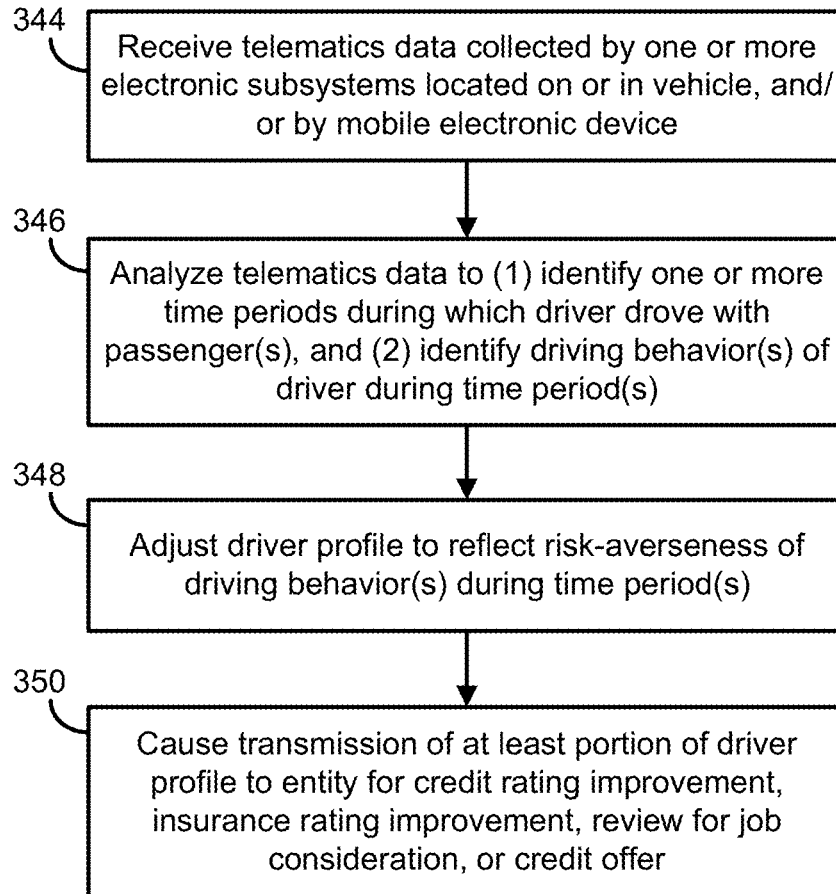 344
Receive telematics data collected by one or more
electronic subsystems located on or in vehicle, and/
or by mobile electronic device
346
Analyze telematics data to (1) identify one or more
time periods during which driver drove with
passenger(s), and (2) identify driving behavior(s) of
driver during time period(s)
348
Adjust driver profile to reflect risk-averseness of
driving behavior(s) during time period(s)
350
Cause transmission of at least portion of driver
profile to entity for credit rating improvement,
insurance rating improvement, review for job
consideration, or credit offer